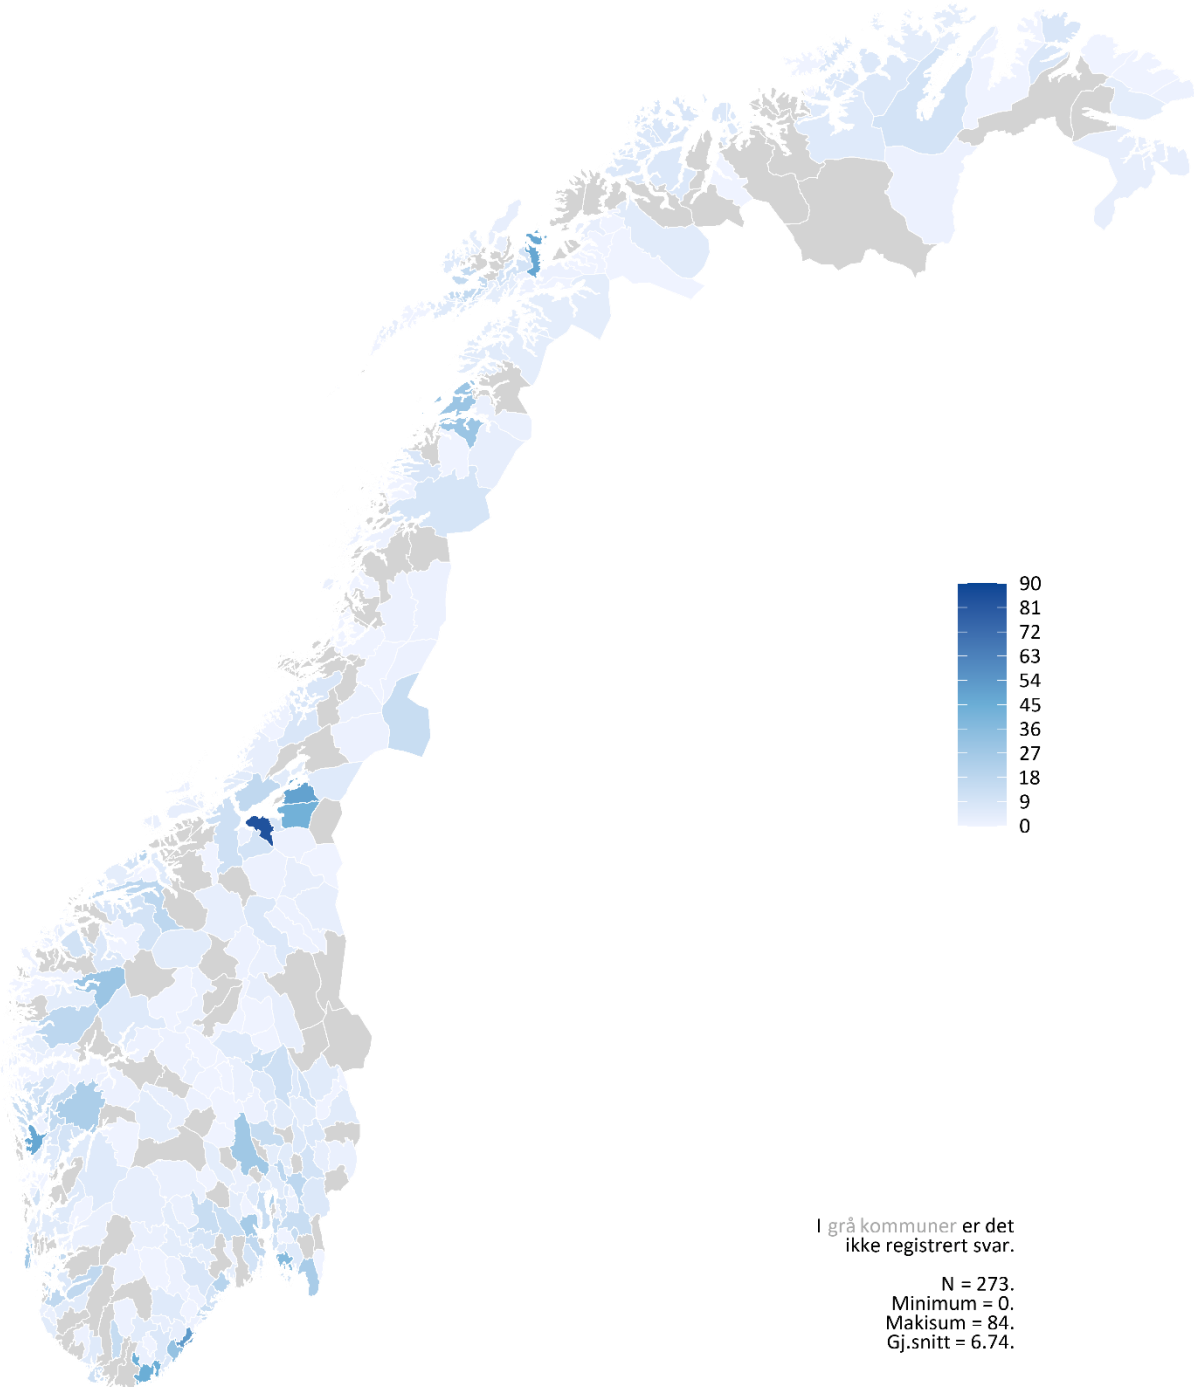 90
81
72
63
54
45
36
27
18
9
0
I grå kommuner er det
ikke registrert svar.
N = 273.
Minimum = 0.
Makisum = 84.
Gj.snitt = 6.74.